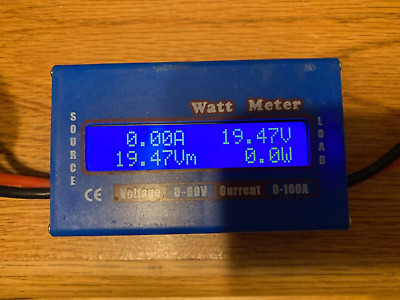 Watt Meter
SOURCE
0.00A 19.47V
19.47Vm 0.0W
LOAD
CE Voltage 0-60V Current 0-100A